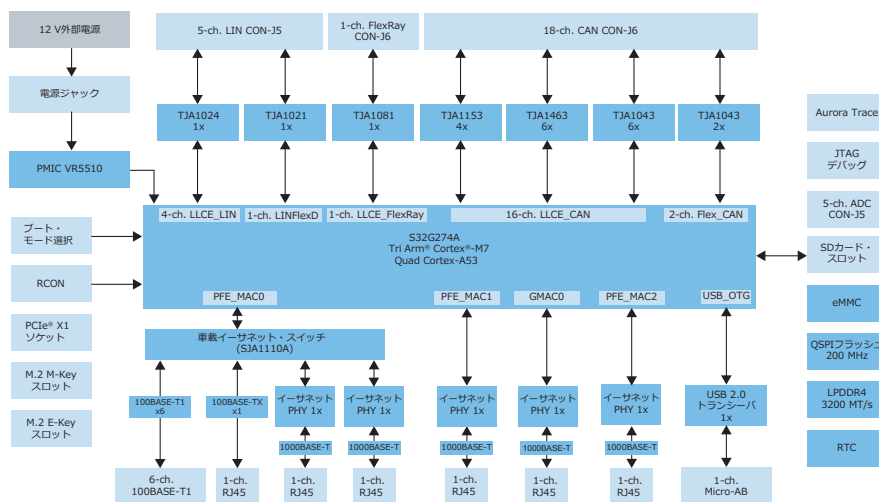 12 V外部電源
電源ジャック
PMIC VR5510
5-ch. LIN CON-J5
1-ch. FlexRay
CON-J6
18-ch. CAN CON-J6
TJA1024
1x
TJA1021
1x
TJA1081
1x
TJA1153
4x
TJA1463
6x
TJA1043
6x
TJA1043
2x
4-ch. LLCE_LIN
1-ch. LINFlexD
1-ch. LLCE_FlexRay
16-ch. LLCE_CAN
2-ch. Flex_CAN
S32G274A
Tri Arm® Cortex®-M7
Quad Cortex-A53
PFE_MAC0
PFE_MAC1
GMAC0
PFE_MAC2
USB_OTG
ブート・
モード選択
RCON
PCIe® X1
ソケット
M.2 M-Key
スロット
M.2 E-Key
スロット
車載イーサネット・スイッチ
(SJA1110A)
100BASE-T1
x6
100BASE-TX
x1
イーサネット
PHY 1x
イーサネット
PHY 1x
イーサネット
PHY 1x
イーサネット
PHY 1x
イーサネット
PHY 1x
USB 2.0
トランシーバ
1x
1000BASE-T
1000BASE-T
1000BASE-T
1000BASE-T
1000BASE-T
6-ch.
100BASE-T1
1-ch.
RJ45
1-ch.
RJ45
1-ch.
RJ45
1-ch.
RJ45
1-ch.
RJ45
1-ch.
RJ45
1-ch.
Micro-AB
Aurora Trace
JTAG
デバッグ
5-ch. ADC
CON-J5
SDカード・
スロット
eMMC
QSPIフラッシュ
200 MHz
LPDDR4
3200 MT/s
RTC